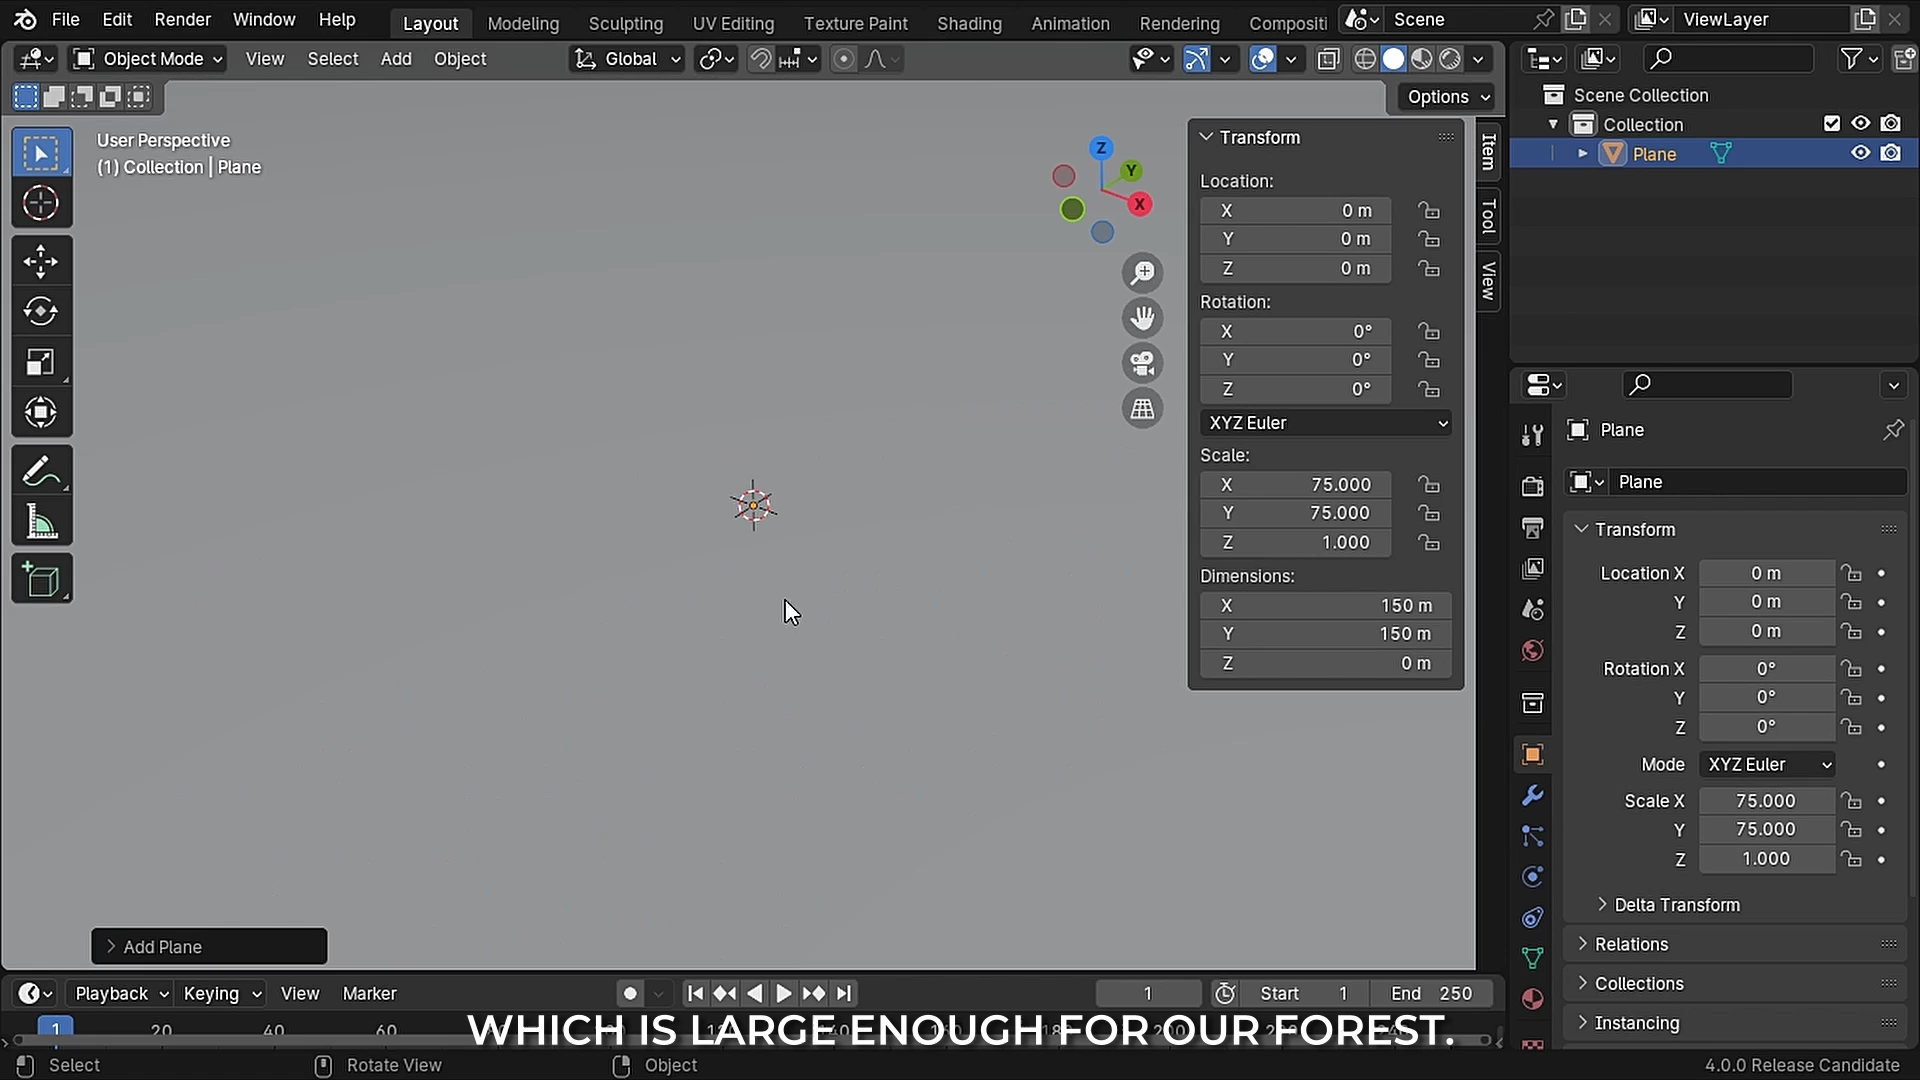 File Edit Render Window Help Layout Modeling Sculpting UV Editing Texture Paint Shading Animation Rendering Compositi Scene ViewLayer
Object Mode View Select Add Object Global
Options
User Perspective
(1) Collection | Plane
Z
Y
X
Transform
Location:
X 0 m
Y 0 m
Z 0 m
Rotation:
X 0°
Y 0°
Z 0°
XYZ Euler
Scale:
X 75.000
Y 75.000
Z 1.000
Dimensions:
X 150 m
Y 150 m
Z 0 m
Item
Tool
View
Scene Collection
Collection
Plane
Plane
Plane
Transform
Location X 0 m
Y 0 m
Z 0 m
Rotation X 0°
Y 0°
Z 0°
Mode XYZ Euler
Scale X 75.000
Y 75.000
Z 1.000
Delta Transform
Relations
Collections
Instancing
Add Plane
Playback Keying View Marker 1 Start 1 End 250
1 20 40 60
WHICH IS LARGE ENOUGH FOR OUR FOREST.
Select Rotate View Object 4.0.0 Release Candidate